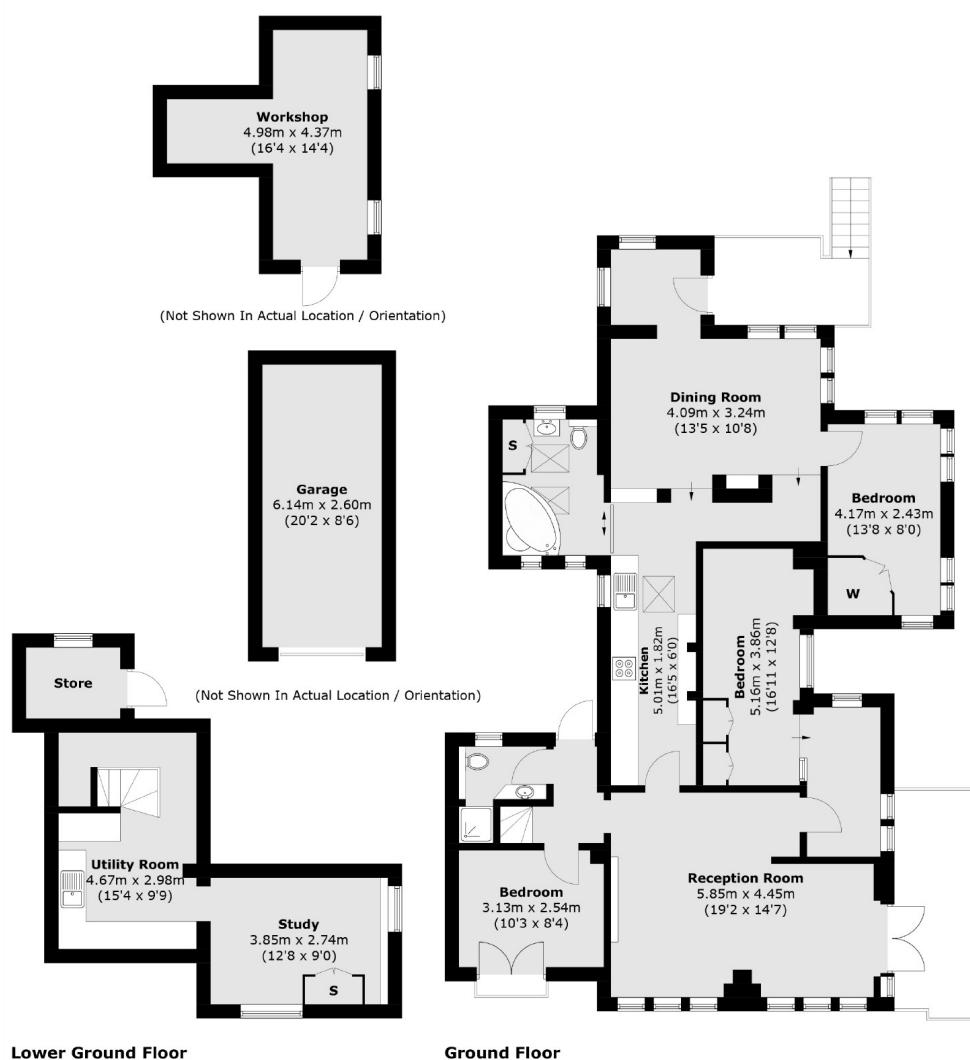 Workshop
4.98m x 4.37m
(16'4 x 14'4)
(Not Shown In Actual Location / Orientation)
Garage
6.14m x 2.60m
(20'2 x 8'6)
(Not Shown In Actual Location / Orientation)
Store
Utility Room
4.67m x 2.98m
(15'4 x 9'9)
Study
3.85m x 2.74m
(12'8 x 9'0)
S
Lower Ground Floor
Dining Room
4.09m x 3.24m
(13'5 x 10'8)
S
Bedroom
4.17m x 2.43m
(13'8 x 8'0)
W
Kitchen
5.01m x 1.82m
(16'5 x 6'0)
Bedroom
5.16m x 3.86m
(16'11 x 12'8)
Bedroom
3.13m x 2.54m
(10'3 x 8'4)
Reception Room
5.85m x 4.45m
(19'2 x 14'7)
Ground Floor